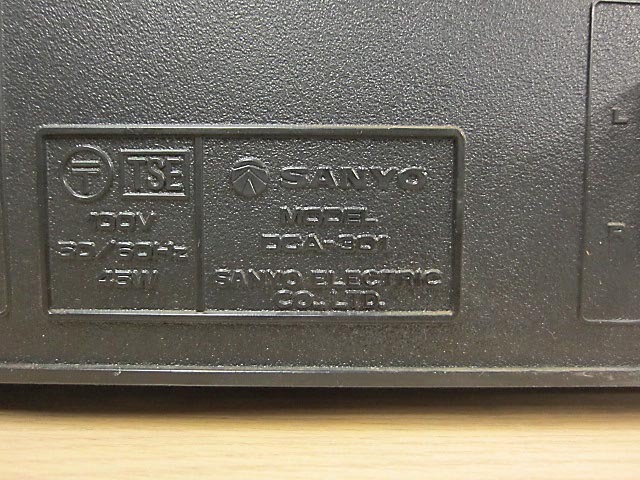 〒 TSE
100V
50/60Hz
45W
SANYO
MODEL
DCA-301
SANYO ELECTRIC
CO., LTD.
L
R